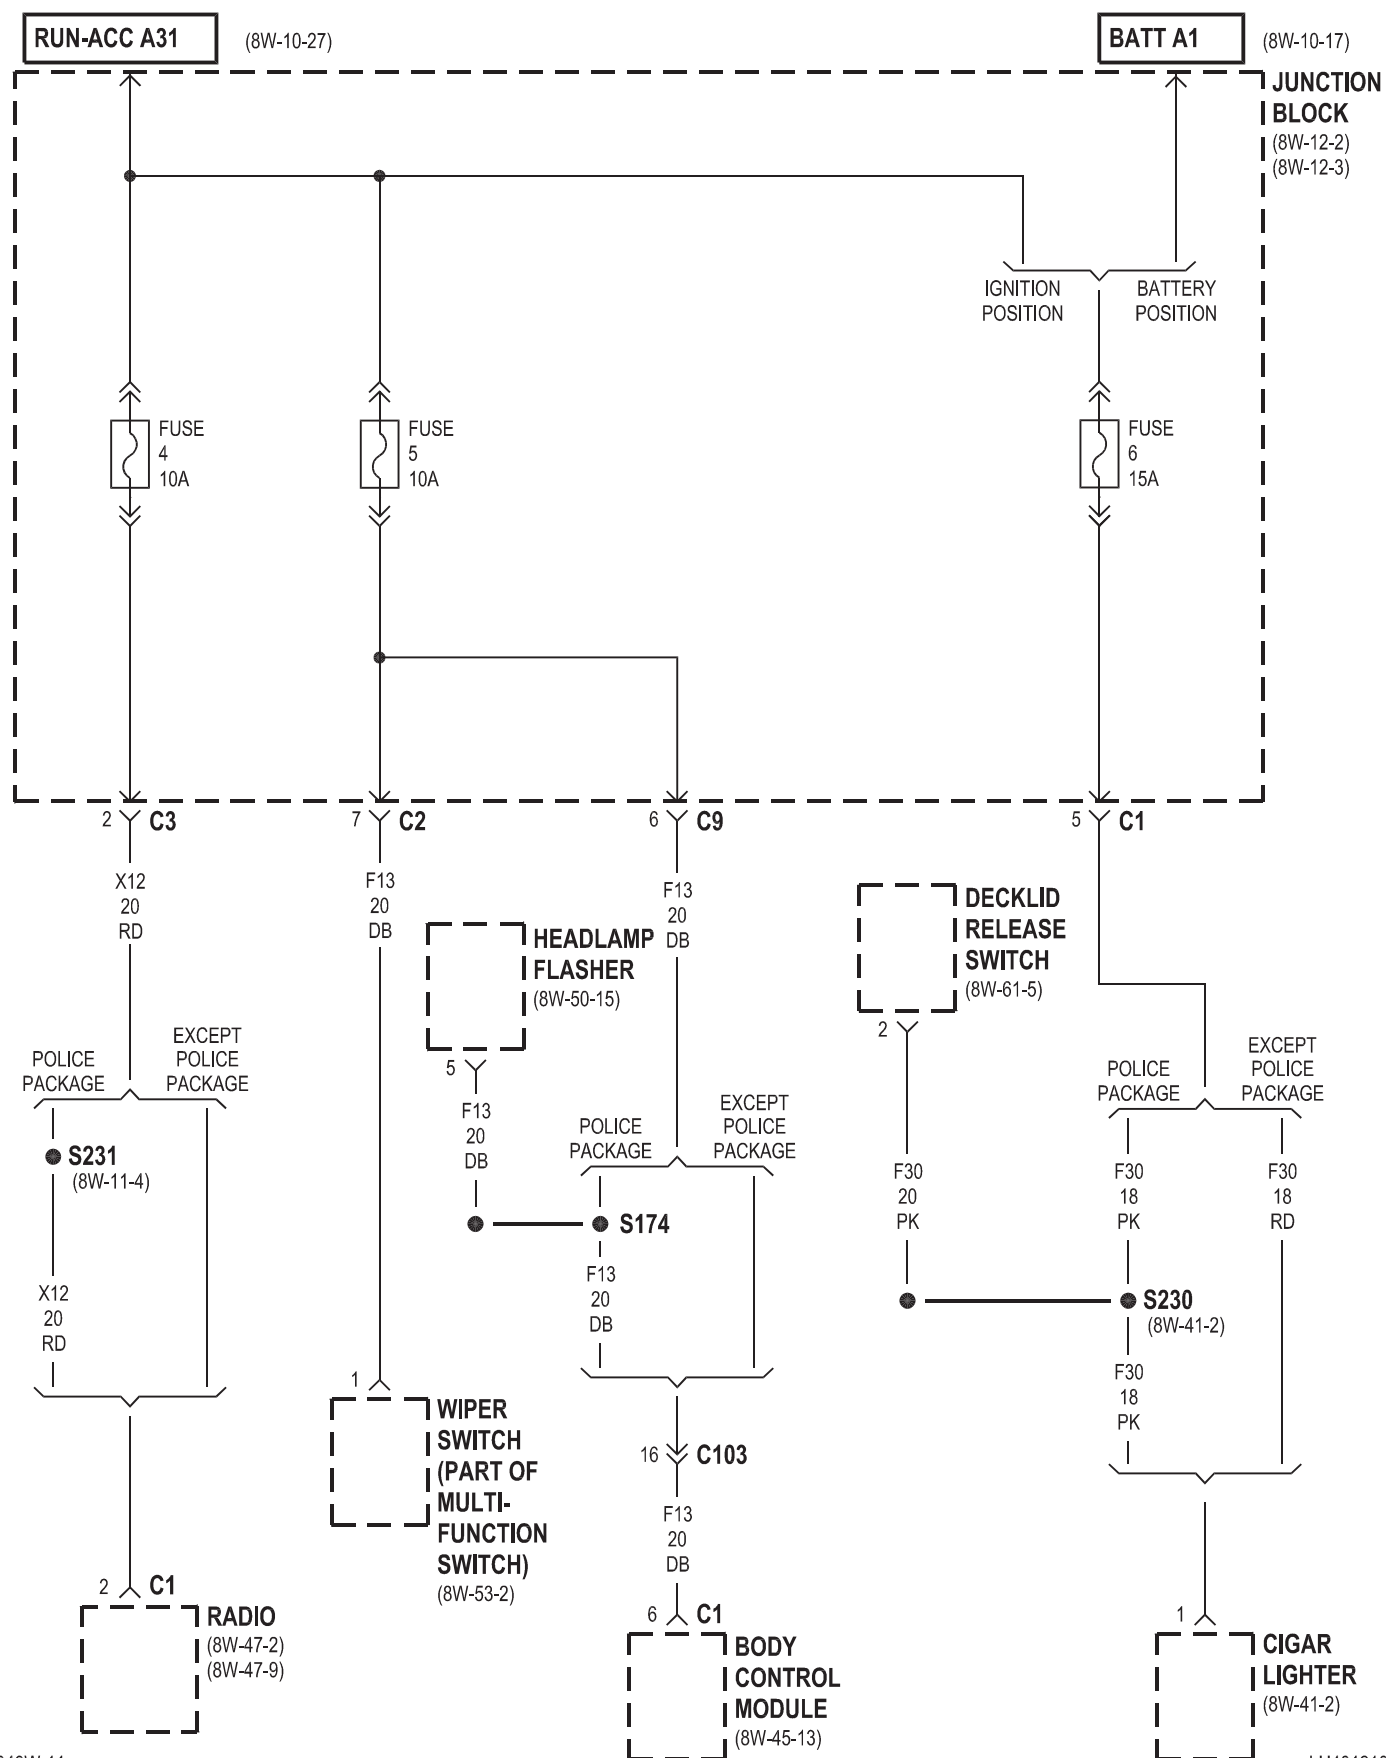 RUN-ACC A31
(8W-10-27)
BATT A1
(8W-10-17)
JUNCTION
BLOCK
(8W-12-2)
(8W-12-3)
IGNITION
POSITION
BATTERY
POSITION
FUSE
4
10A
FUSE
5
10A
FUSE
6
15A
2
C3
7
C2
6
C9
5
C1
X12
20
RD
F13
20
DB
F13
20
DB
HEADLAMP
FLASHER
(8W-50-15)
DECKLID
RELEASE
SWITCH
(8W-61-5)
5
2
POLICE
PACKAGE
EXCEPT
POLICE
PACKAGE
F13
20
DB
POLICE
PACKAGE
EXCEPT
POLICE
PACKAGE
POLICE
PACKAGE
EXCEPT
POLICE
PACKAGE
S231
(8W-11-4)
S174
F30
20
PK
F30
18
PK
F30
18
RD
X12
20
RD
F13
20
DB
S230
(8W-41-2)
F30
18
PK
1
WIPER
SWITCH
(PART OF
MULTI-
FUNCTION
SWITCH)
(8W-53-2)
16
C103
F13
20
DB
2
C1
RADIO
(8W-47-2)
(8W-47-9)
6
C1
BODY
CONTROL
MODULE
(8W-45-13)
1
CIGAR
LIGHTER
(8W-41-2)